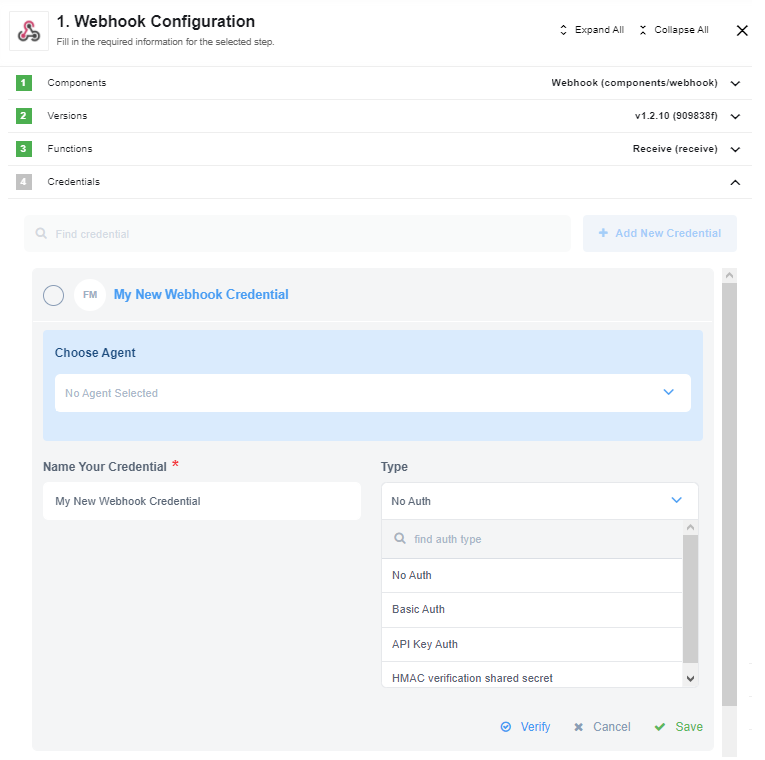 1. Webhook Configuration
Fill in the required information for the selected step.
Expand All
Collapse All
1 Components Webhook (components/webhook)
2 Versions v1.2.10 (909838f)
3 Functions Receive (receive)
4 Credentials
Find credential
+ Add New Credential
FM My New Webhook Credential
Choose Agent
No Agent Selected
Name Your Credential * Type
My New Webhook Credential No Auth
find auth type
No Auth
Basic Auth
API Key Auth
HMAC verification shared secret
Verify Cancel Save